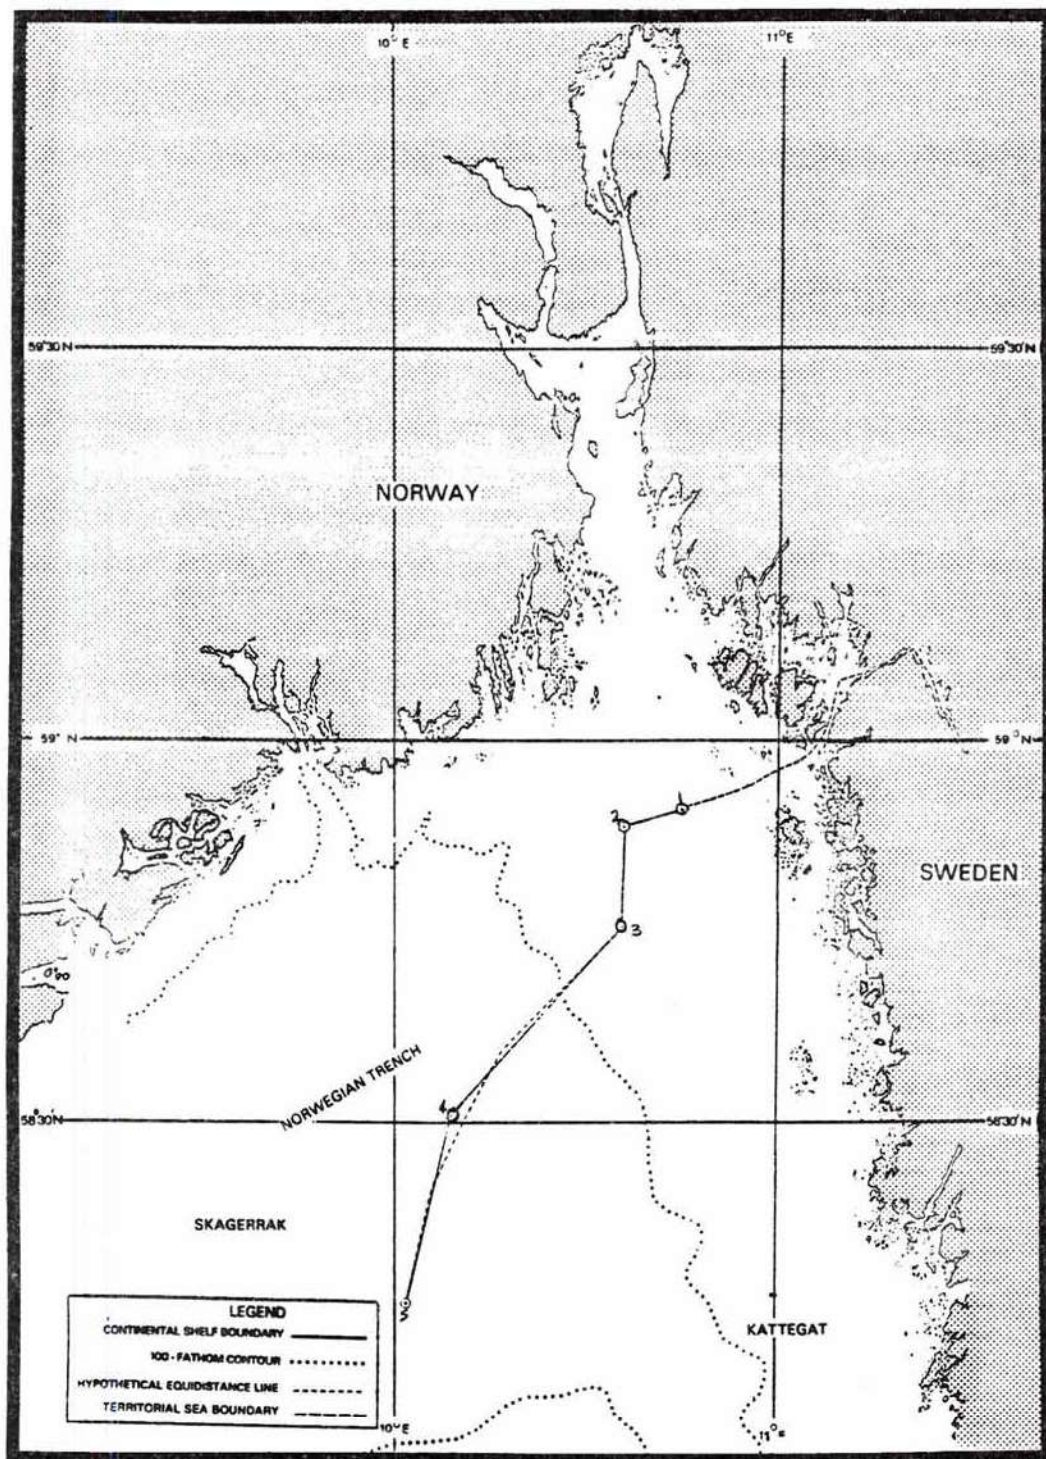 10°E
11°E
59°30'N
59°30'N
NORWAY
59° N
59°N
1
2
SWEDEN
3
NORWEGIAN TRENCH
4
58°30'N
58°30'N
SKAGERRAK
5
LEGEND
CONTINENTAL SHELF BOUNDARY
100-FATHOM CONTOUR
HYPOTHETICAL EQUIDISTANCE LINE
TERRITORIAL SEA BOUNDARY
KATTEGAT
10°E
11°E